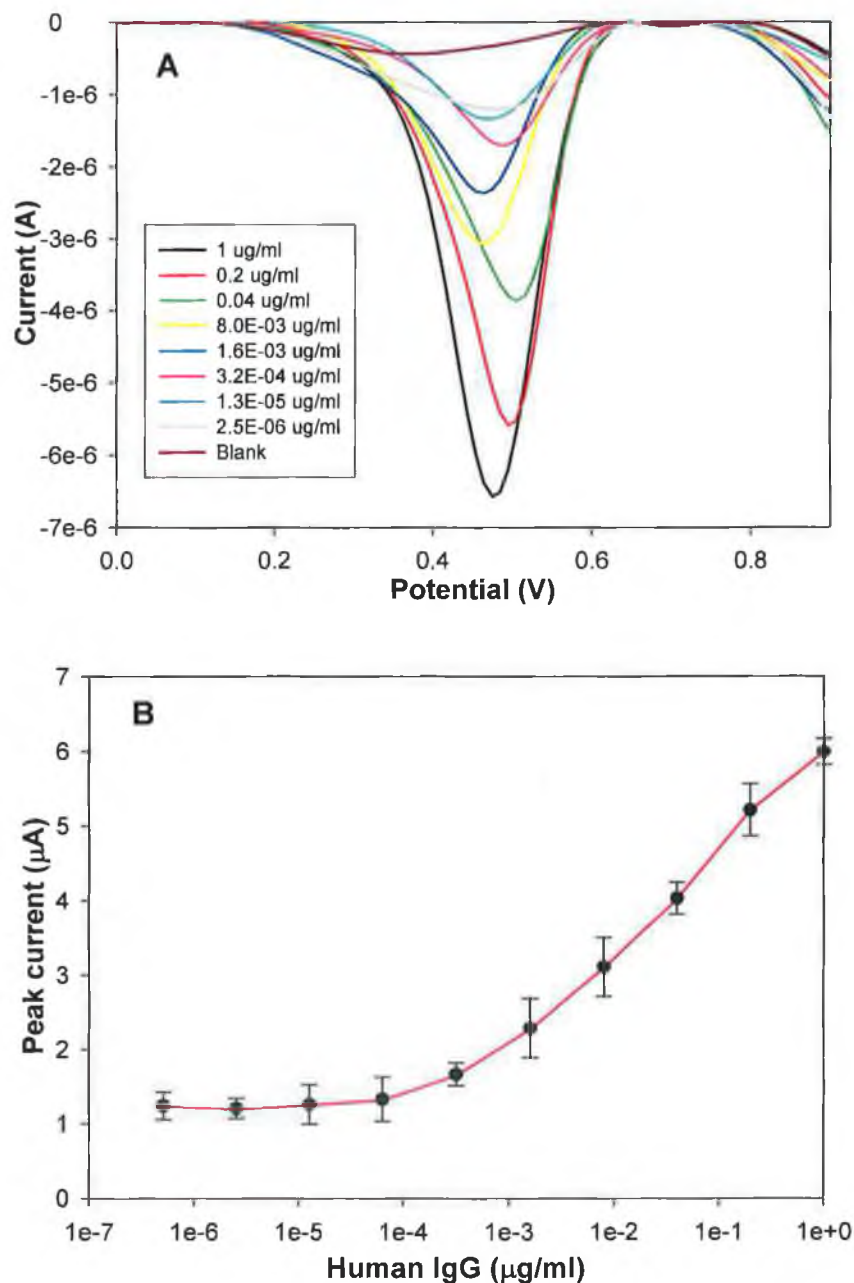 A
0
-1e-6
-2e-6
-3e-6
-4e-6
-5e-6
-6e-6
-7e-6
Current (A)
1 ug/ml
0.2 ug/ml
0.04 ug/ml
8.0E-03 ug/ml
1.6E-03 ug/ml
3.2E-04 ug/ml
1.3E-05 ug/ml
2.5E-06 ug/ml
Blank
0.0 0.2 0.4 0.6 0.8
Potential (V)
B
7
6
5
4
3
2
1
0
Peak current (μA)
1e-7 1e-6 1e-5 1e-4 1e-3 1e-2 1e-1 1e+0
Human IgG (μg/ml)